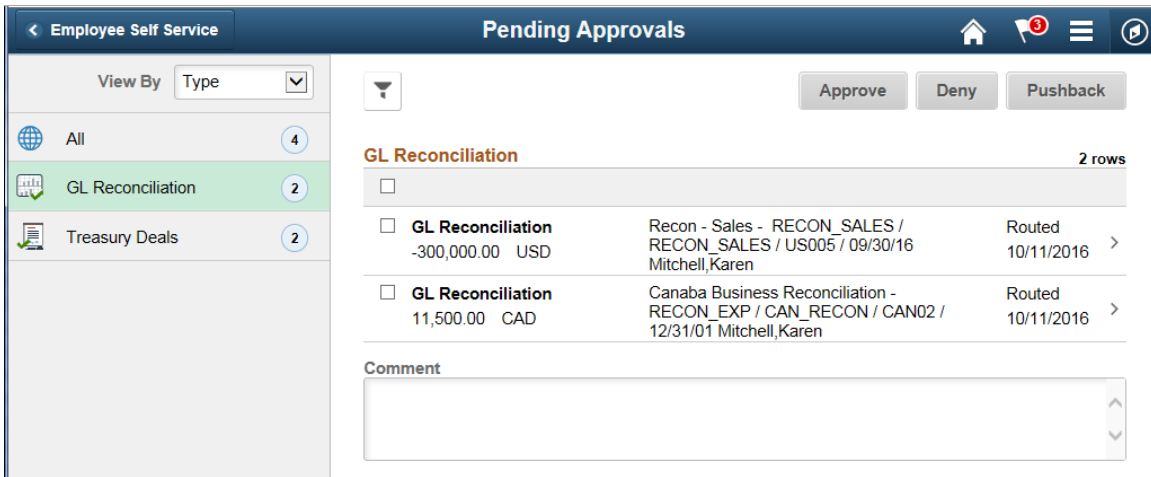 Employee Self Service
Pending Approvals
3
View By Type
Approve Deny Pushback
All 4
GL Reconciliation 2
Treasury Deals 2
GL Reconciliation
2 rows
GL Reconciliation
-300,000.00 USD
Recon - Sales - RECON_SALES /
RECON_SALES / US005 / 09/30/16
Mitchell,Karen
Routed
10/11/2016
GL Reconciliation
11,500.00 CAD
Canaba Business Reconciliation -
RECON_EXP / CAN_RECON / CAN02 /
12/31/01 Mitchell,Karen
Routed
10/11/2016
Comment